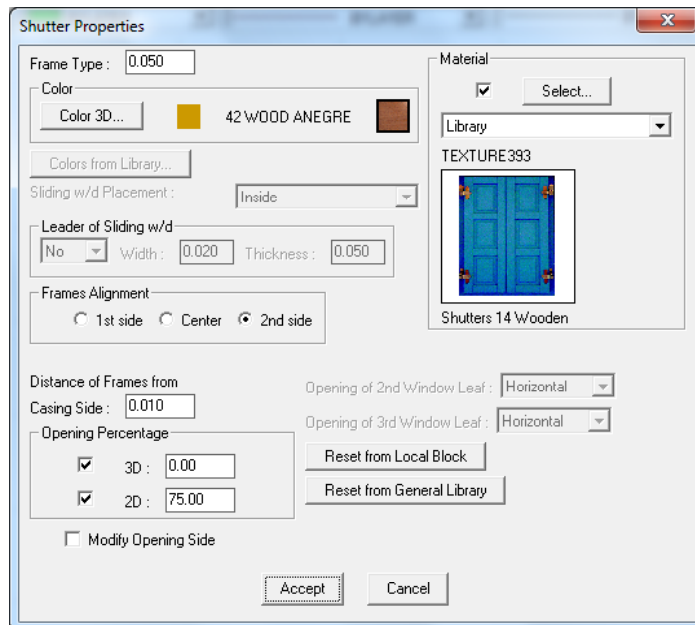 Shutter Properties
Frame Type : 0.050
Color
Color 3D... 42 WOOD ANEGRE
Colors from Library...
Sliding w/d Placement : Inside
Leader of Sliding w/d
No Width : 0.020 Thickness : 0.050
Frames Alignment
1st side Center 2nd side
Material
Select...
Library
TEXTURE393
Shutters 14 Wooden
Distance of Frames from
Casing Side : 0.010
Opening Percentage
3D : 0.00
2D : 75.00
Modify Opening Side
Opening of 2nd Window Leaf : Horizontal
Opening of 3rd Window Leaf : Horizontal
Reset from Local Block
Reset from General Library
Accept Cancel